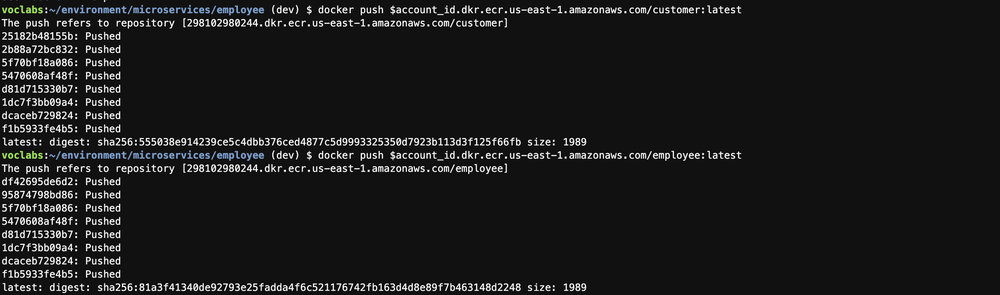 voclabs:~/environment/microservices/employee (dev) $ docker push $account_id.dkr.ecr.us-east-1.amazonaws.com/customer:latest
The push refers to repository [298102980244.dkr.ecr.us-east-1.amazonaws.com/customer]
25182b48155b: Pushed
2b88a72bc832: Pushed
5f70bf18a086: Pushed
5470608af48f: Pushed
d81d715330b7: Pushed
1dc7f3bb09a4: Pushed
dcaceb729824: Pushed
f1b5933fe4b5: Pushed
latest: digest: sha256:555038e914239ce5c4dbb376ced4877c5d9993325350d7923b113d3f125f66fb size: 1989
voclabs:~/environment/microservices/employee (dev) $ docker push $account_id.dkr.ecr.us-east-1.amazonaws.com/employee:latest
The push refers to repository [298102980244.dkr.ecr.us-east-1.amazonaws.com/employee]
df42695de6d2: Pushed
95874798bd86: Pushed
5f70bf18a086: Pushed
5470608af48f: Pushed
d81d715330b7: Pushed
1dc7f3bb09a4: Pushed
dcaceb729824: Pushed
f1b5933fe4b5: Pushed
latest: digest: sha256:81a3f41340de92793e25fadda4f6c521176742fb163d4d8e89f7b463148d2248 size: 1989